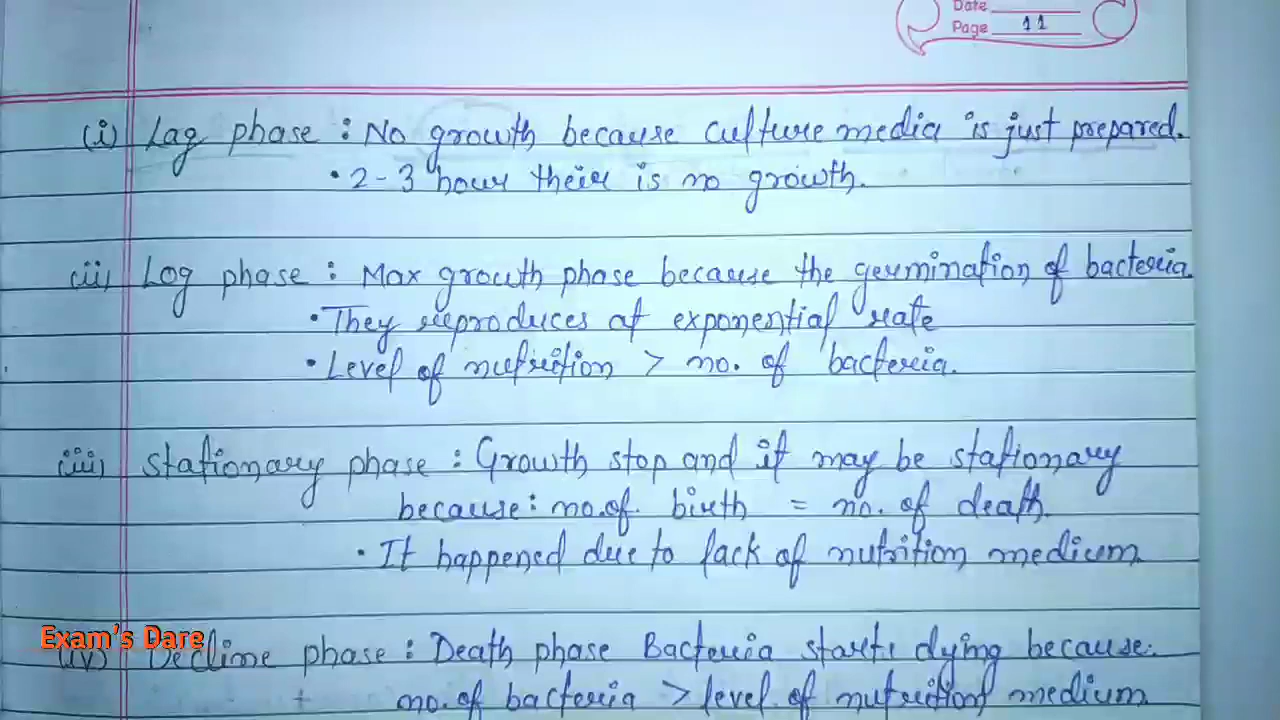 Date
Page 11
(i) Lag phase : No growth because culture media is just prepared.
• 2-3 hour their is no growth.
(ii) Log phase : Max growth phase because the germination of bacteria
• They reproduces at exponential rate
• Level of nutrition > no. of bacteria.
(iii) Stationary phase : Growth stop and it may be stationary
because : no. of birth = no. of death.
• It happened due to lack of nutrition medium
Exam's Dare
(iv) Decline phase : Death phase Bacteria starts dying because :
no. of bacteria > level of nutrition medium